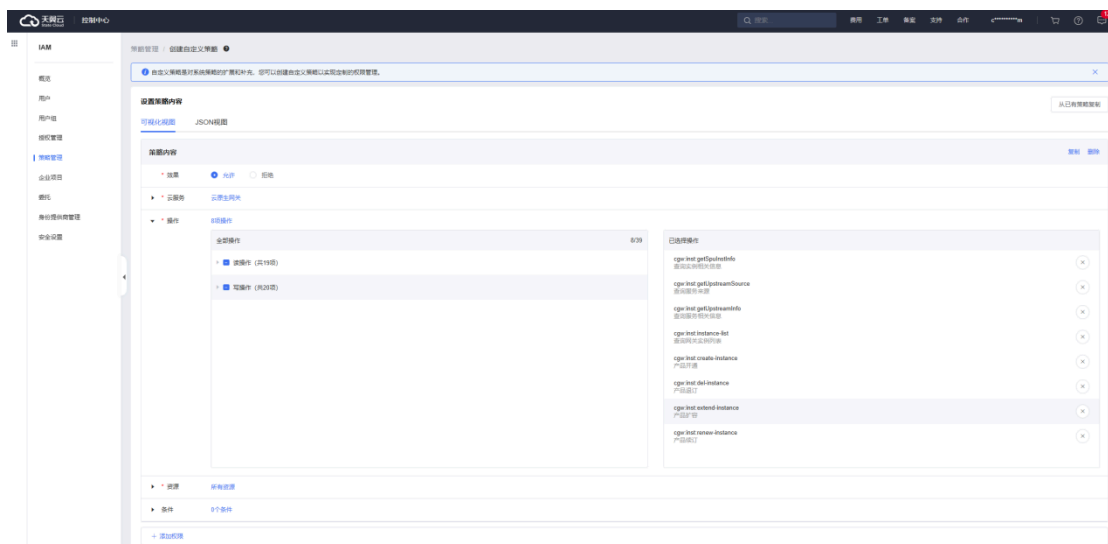 天翼云 控制中心
搜索 费用 工单 备案 支持 合作 c**********m
IAM
概览
用户
用户组
授权管理
策略管理
企业项目
委托
身份提供商管理
安全设置
策略管理 | 创建自定义策略
自定义策略是对系统策略的扩展和补充，您可以创建自定义策略以实现定制的权限管理。
设置策略内容
从已有策略复制
可视化视图 JSON视图
策略内容 复制 删除
* 效果 允许 拒绝
* 云服务 云原生网关
* 操作 8项操作
全部操作 8/39
已选择操作
读操作 (共19项)
写操作 (共20项)
cgw:inst:getSpuInstInfo
查询实例相关信息
cgw:inst:getUpstreamSource
查询服务来源
cgw:inst:getUpstreamInfo
查询服务相关信息
cgw:inst:instance-list
查询网关实例列表
cgw:inst:create-instance
产品开通
cgw:inst:del-instance
产品退订
cgw:inst:extend-instance
产品扩容
cgw:inst:renew-instance
产品续订
* 资源 所有资源
条件 0个条件
+ 添加权限